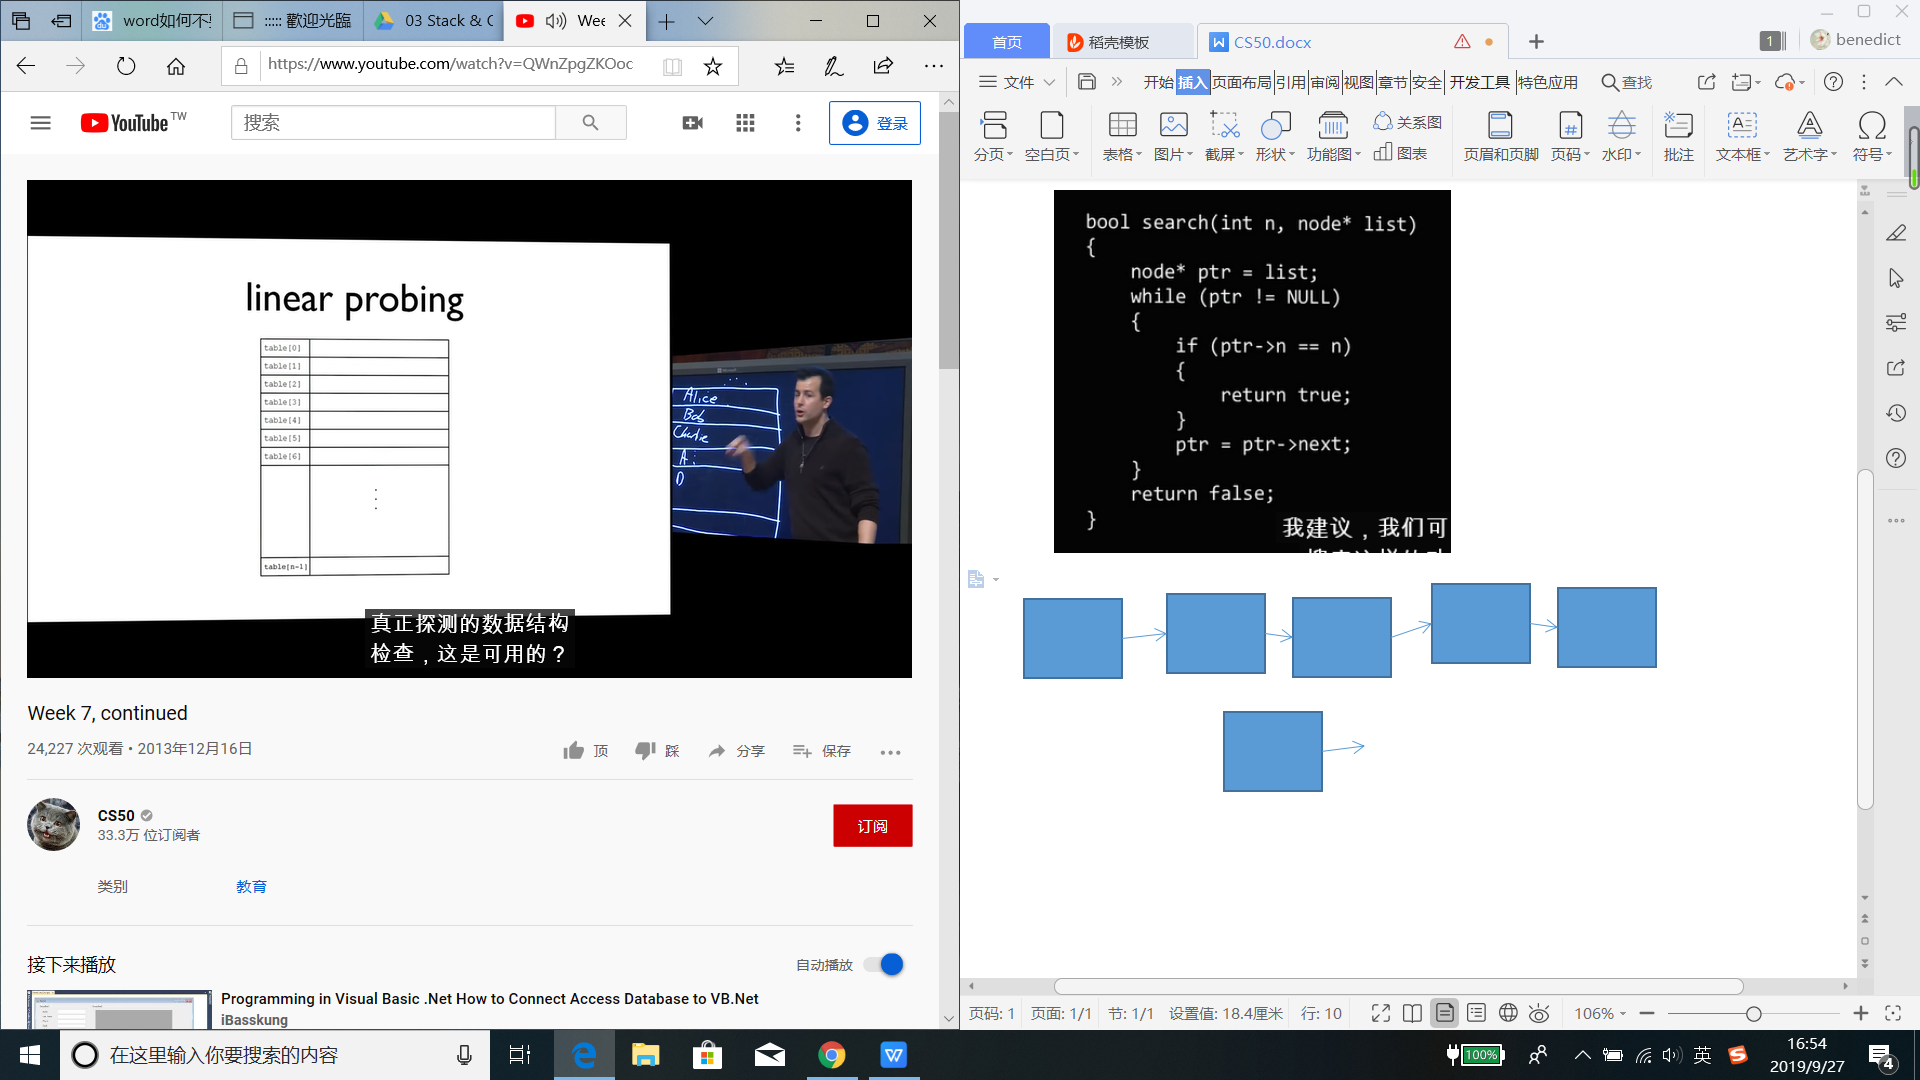 word如何不!
::::: 歡迎光臨
03 Stack & C
Wee
https://www.youtube.com/watch?v=QWnZpgZKOoc
YouTube TW
搜索
登录
linear probing
table[0]
table[1]
table[2]
table[3]
table[4]
table[5]
table[6]
table[n-1]
Alice
Bob
Charlie
A
D
真正探测的数据结构
检查，这是可用的？
Week 7, continued
24,227 次观看 • 2013年12月16日
顶
踩
分享
保存
CS50
33.3万 位订阅者
订阅
类别
教育
接下来播放
自动播放
Programming in Visual Basic .Net How to Connect Access Database to VB.Net
iBasskung
首页
稻壳模板
CS50.docx
1
benedict
文件
开始 插入 页面布局 引用 审阅 视图 章节 安全 开发工具 特色应用
查找
分页 空白页 表格 图片 截屏 形状 功能图 关系图 图表 页眉和页脚 页码 水印 批注 文本框 艺术字 符号
bool search(int n, node* list)
{
node* ptr = list;
while (ptr != NULL)
{
if (ptr->n == n)
{
return true;
}
ptr = ptr->next;
}
return false;
}
我建议，我们可
页码: 1 页面: 1/1 节: 1/1 设置值: 18.4厘米 行: 10
106%
在这里输入你要搜索的内容
100%
英
16:54
2019/9/27
4